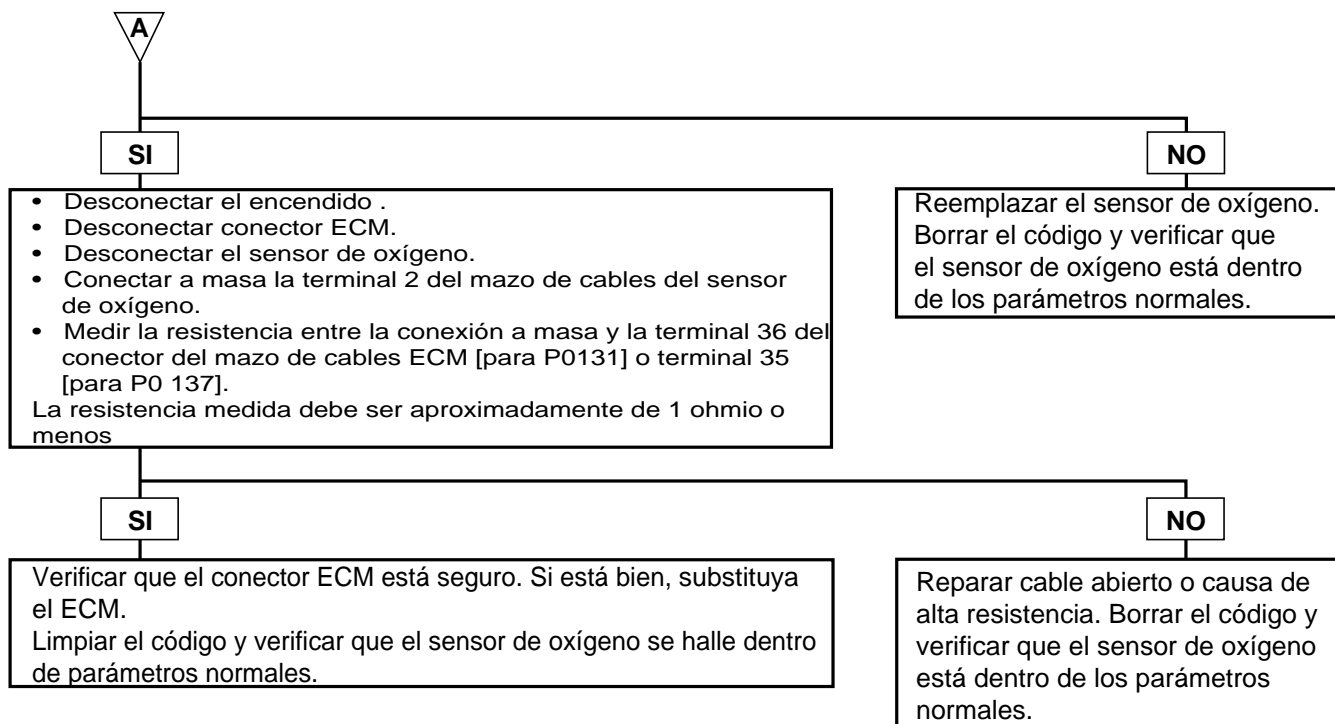 A
SI
NO
• Desconectar el encendido .
• Desconectar conector ECM.
• Desconectar el sensor de oxígeno.
• Conectar a masa la terminal 2 del mazo de cables del sensor
de oxígeno.
• Medir la resistencia entre la conexión a masa y la terminal 36 del
conector del mazo de cables ECM [para P0131] o terminal 35
[para P0 137].
La resistencia medida debe ser aproximadamente de 1 ohmio o
menos
Reemplazar el sensor de oxígeno.
Borrar el código y verificar que
el sensor de oxígeno está dentro
de los parámetros normales.
SI
NO
Verificar que el conector ECM está seguro. Si está bien, substituya
el ECM.
Limpiar el código y verificar que el sensor de oxígeno se halle dentro
de parámetros normales.
Reparar cable abierto o causa de
alta resistencia. Borrar el código y
verificar que el sensor de oxígeno
está dentro de los parámetros
normales.